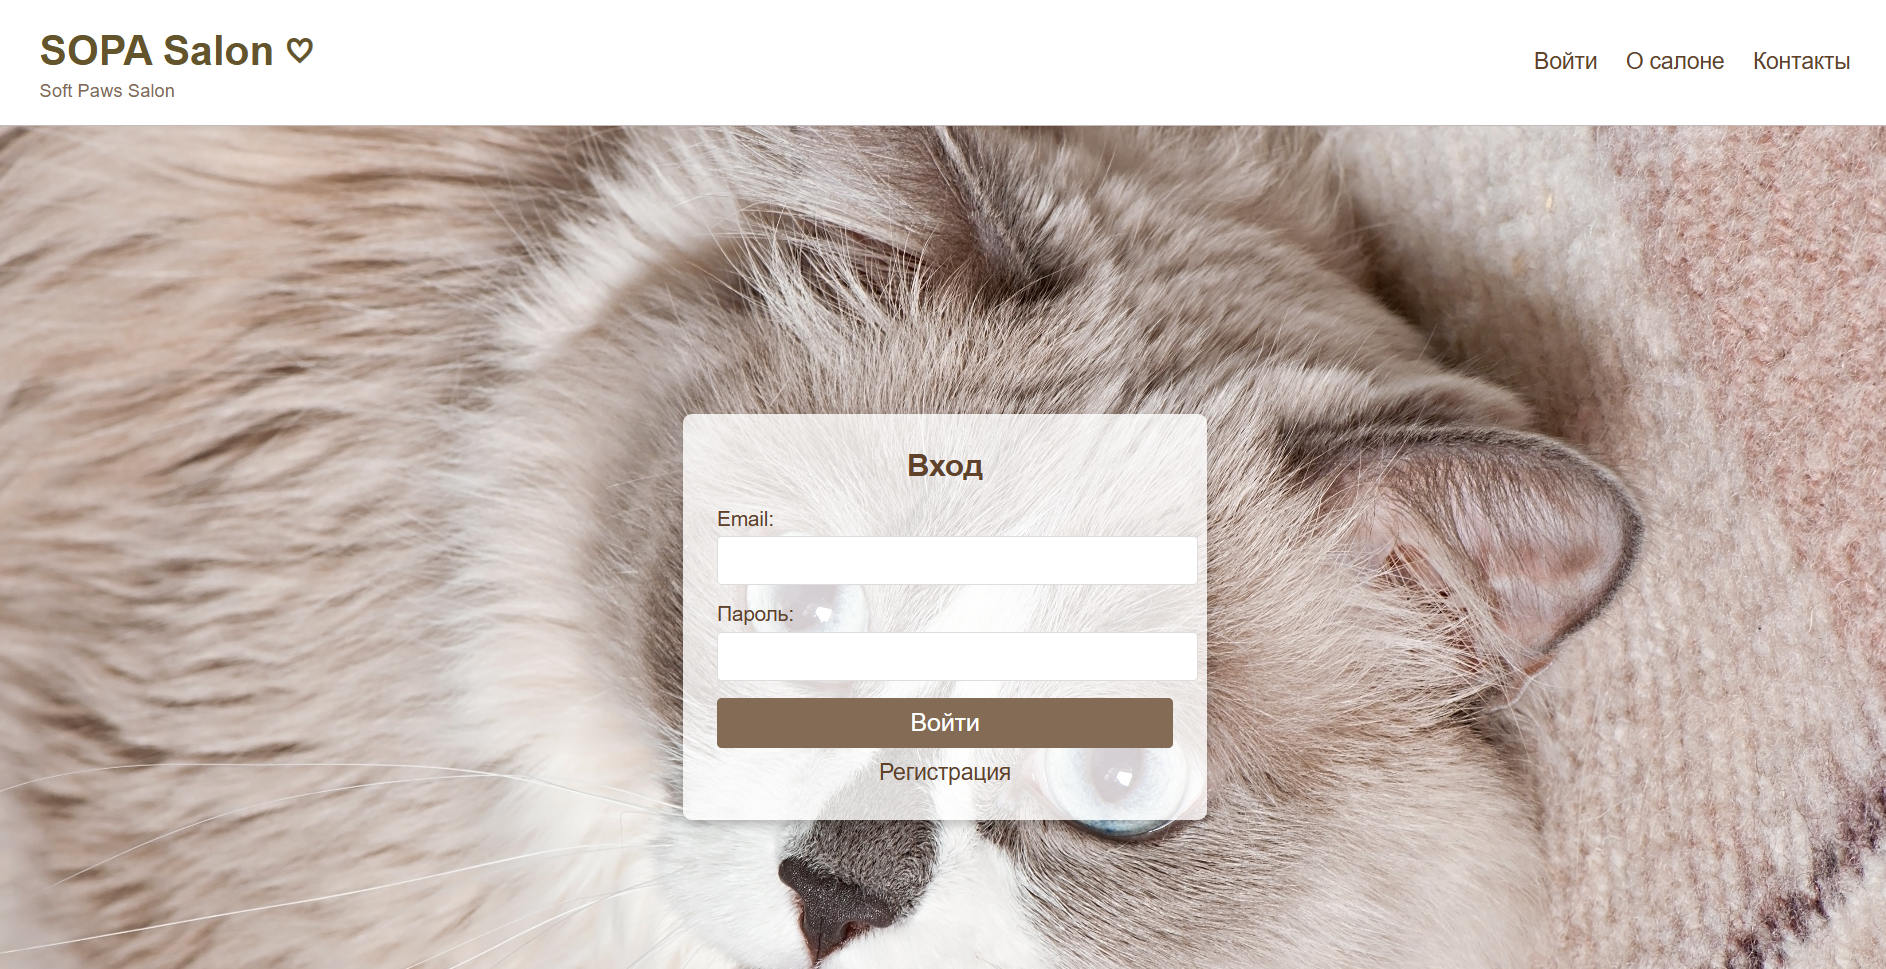 SOPA Salon ♡
Soft Paws Salon
Войти О салоне Контакты
Вход
Email:
Пароль:
Войти
Регистрация